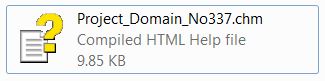 Project_Domain_No337.chm
Compiled HTML Help file
9.85 KB